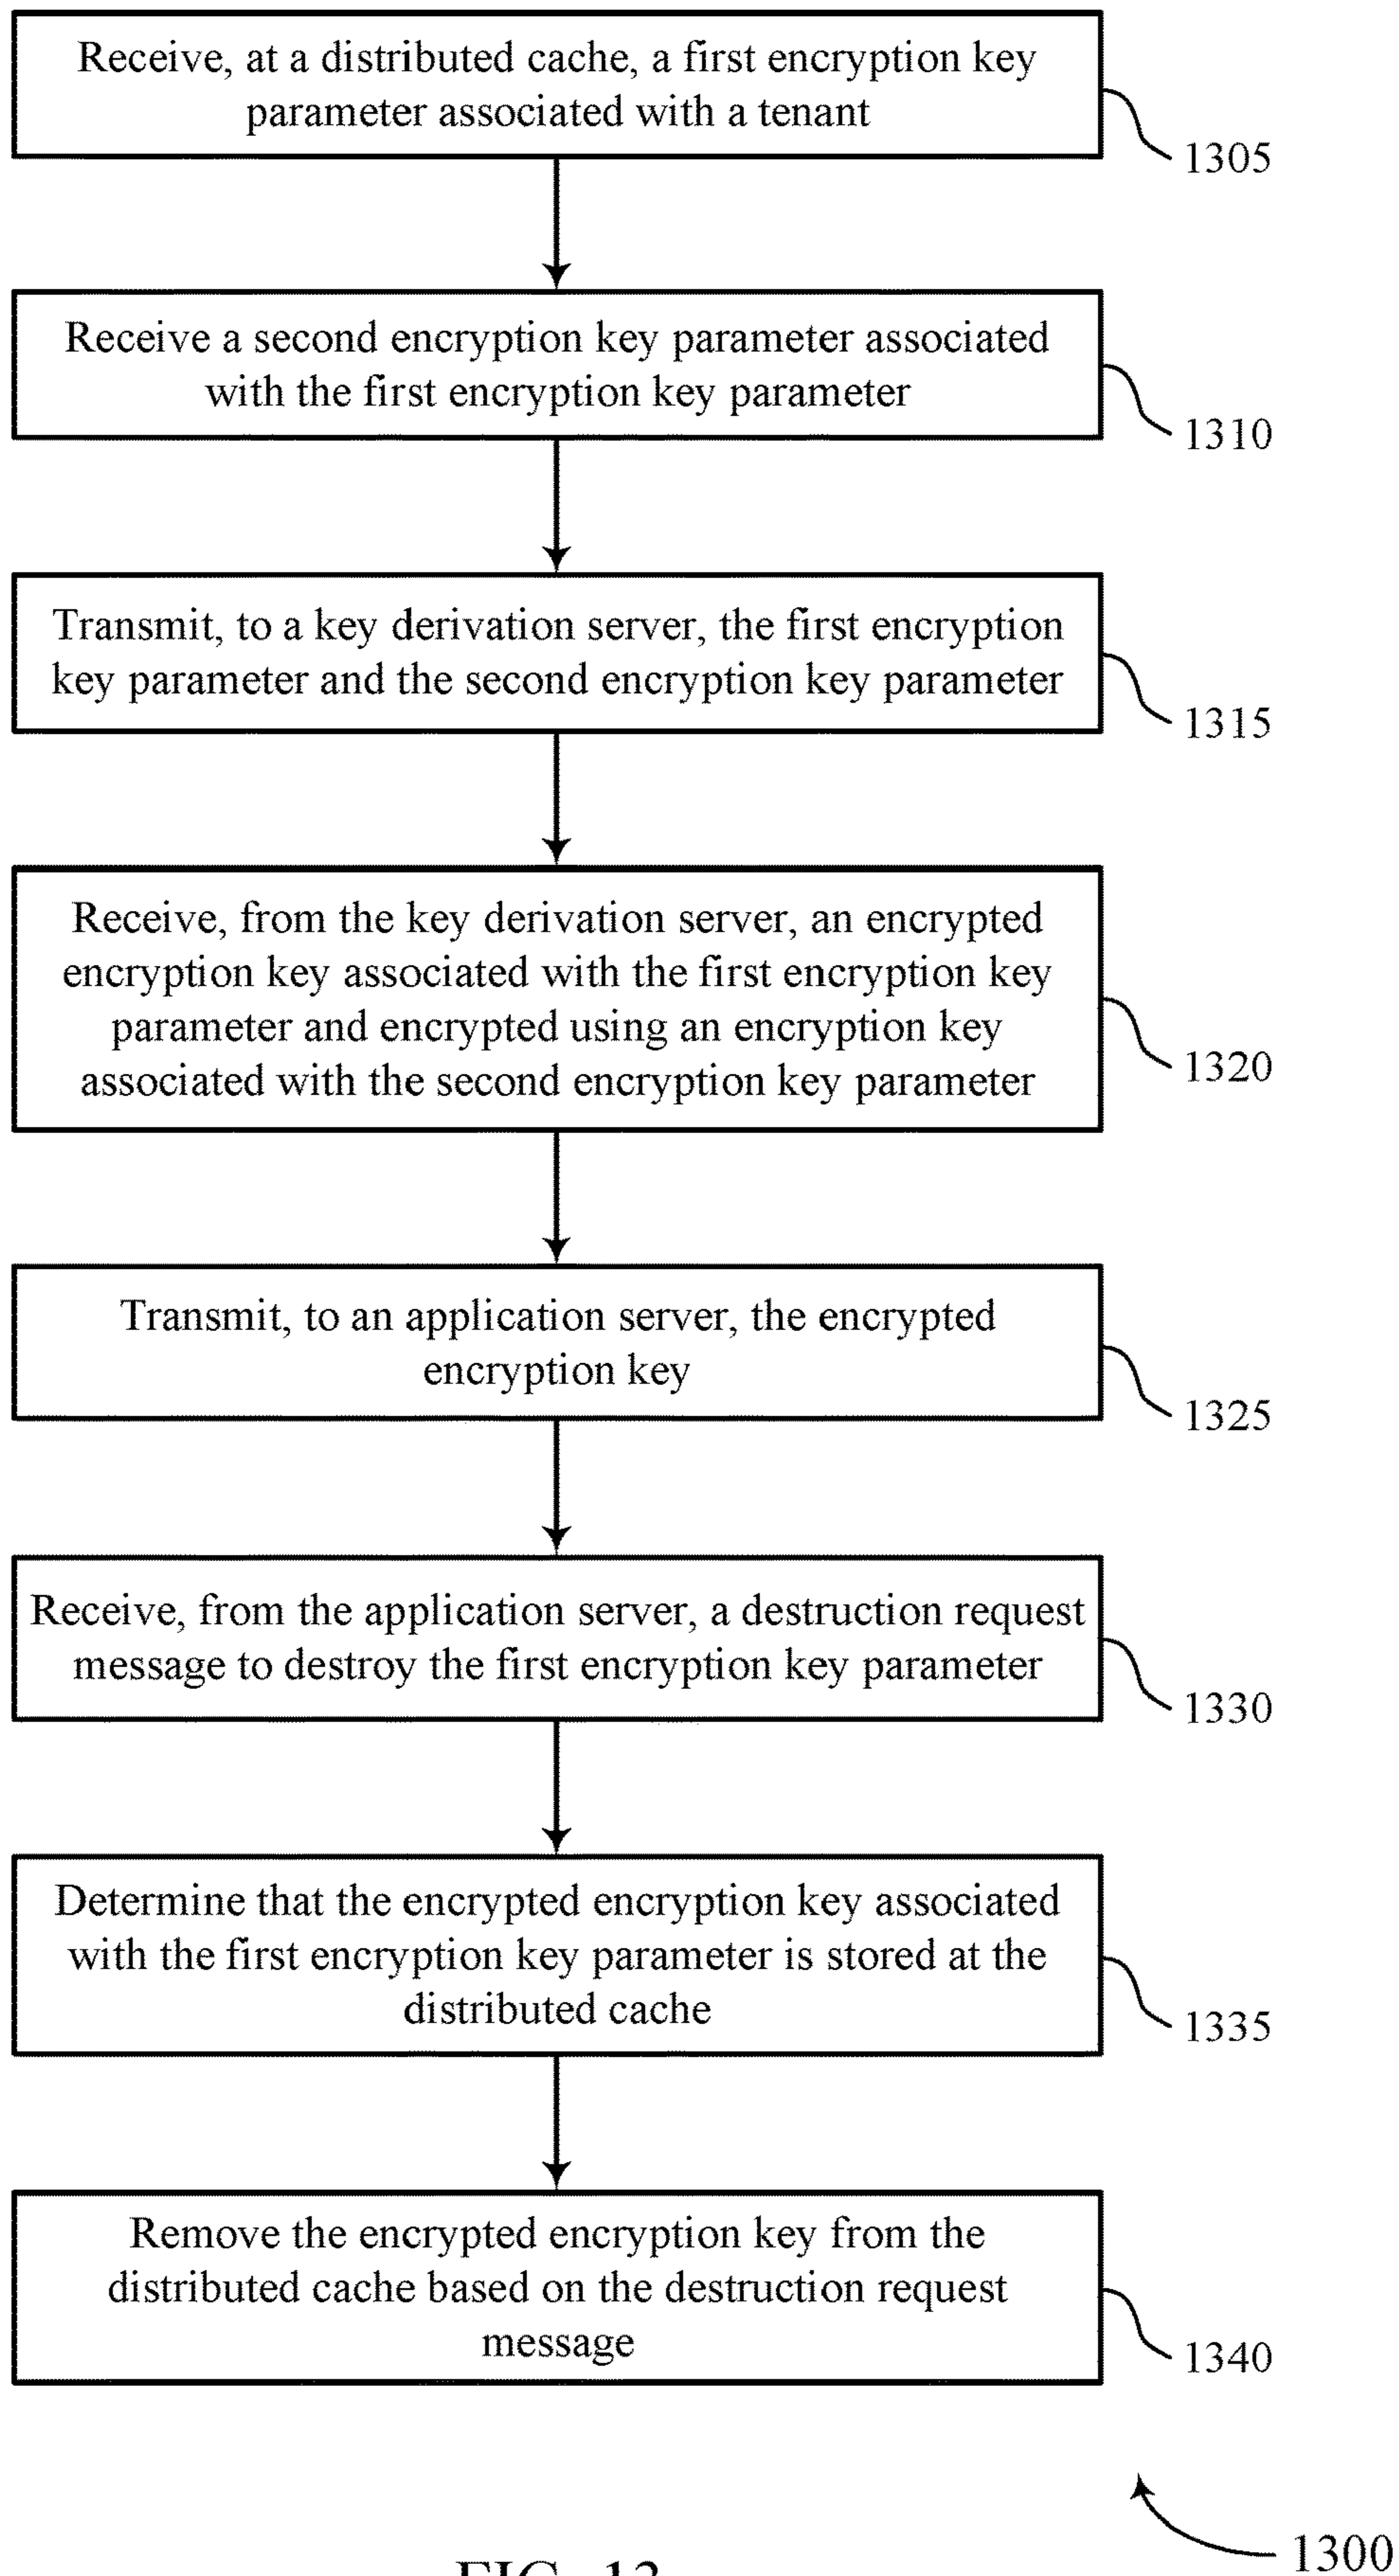 Receive, at a distributed cache, a first encryption key
parameter associated with a tenant
1305
Receive a second encryption key parameter associated
with the first encryption key parameter
1310
Transmit, to a key derivation server, the first encryption
key parameter and the second encryption key parameter
1315
Receive, from the key derivation server, an encrypted
encryption key associated with the first encryption key
parameter and encrypted using an encryption key
associated with the second encryption key parameter
1320
Transmit, to an application server, the encrypted
encryption key
1325
Receive, from the application server, a destruction request
message to destroy the first encryption key parameter
1330
Determine that the encrypted encryption key associated
with the first encryption key parameter is stored at the
distributed cache
1335
Remove the encrypted encryption key from the
distributed cache based on the destruction request
message
1340
1300
FIG. 13